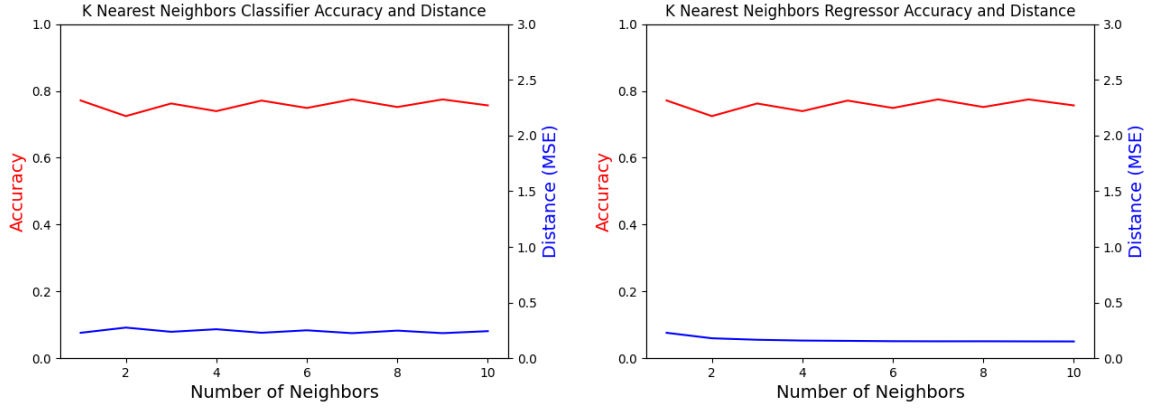 K Nearest Neighbors Classifier Accuracy and Distance
1.0
0.8
0.6
0.4
0.2
0.0
Accuracy
3.0
2.5
2.0
1.5
1.0
0.5
0.0
Distance (MSE)
2 4 6 8 10
Number of Neighbors
K Nearest Neighbors Regressor Accuracy and Distance
1.0
0.8
0.6
0.4
0.2
0.0
Accuracy
3.0
2.5
2.0
1.5
1.0
0.5
0.0
Distance (MSE)
2 4 6 8 10
Number of Neighbors